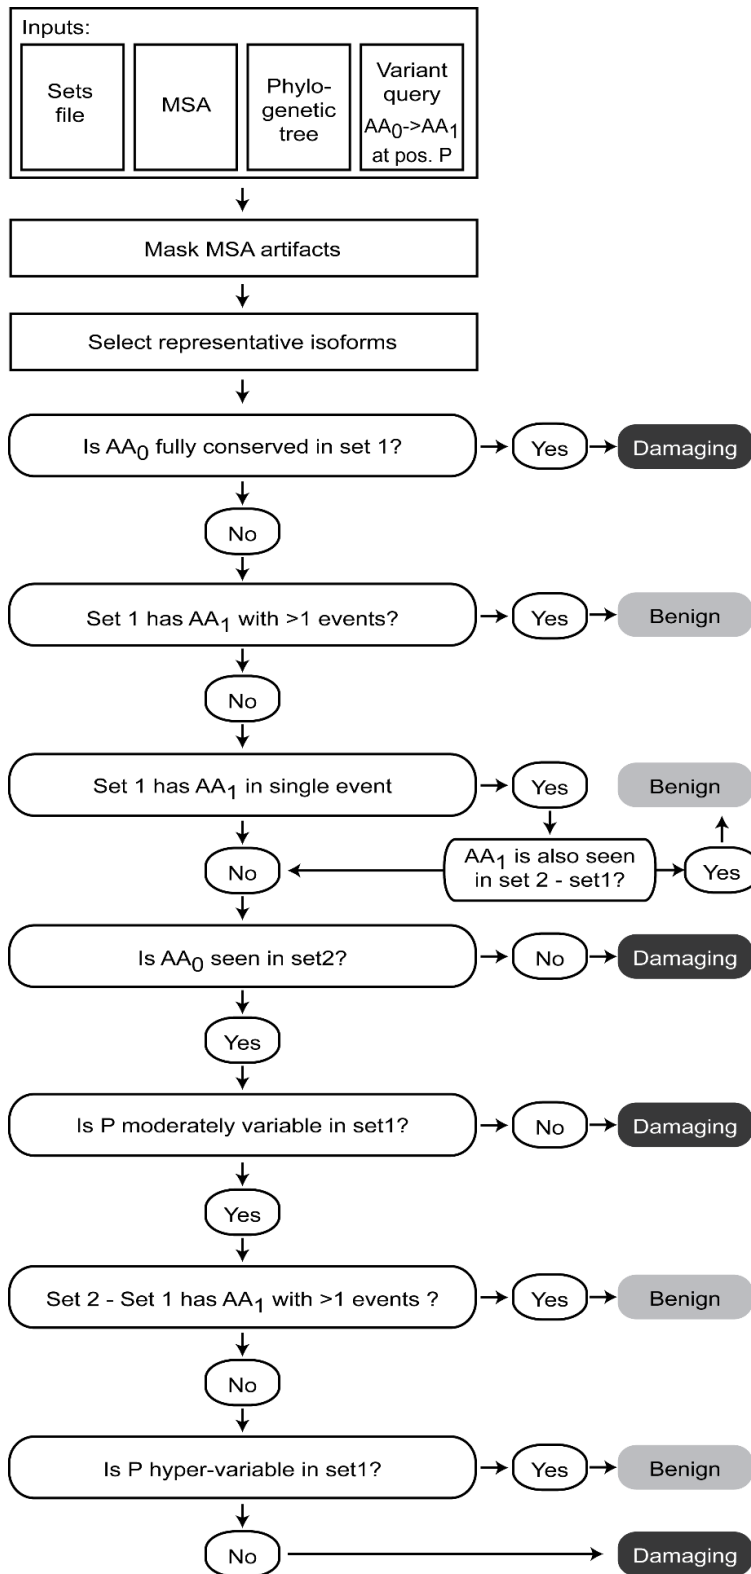 Inputs:
Sets
file
MSA
Phylo-
genetic
tree
Variant
query
AA0->AA1
at pos. P
Mask MSA artifacts
Select representative isoforms
Is AA0 fully conserved in set 1?
Yes
Damaging
No
Set 1 has AA1 with >1 events?
Yes
Benign
No
Set 1 has AA1 in single event
Yes
Benign
No
AA1 is also seen
in set 2 - set1?
Yes
Is AA0 seen in set2?
No
Damaging
Yes
Is P moderately variable in set1?
No
Damaging
Yes
Set 2 - Set 1 has AA1 with >1 events ?
Yes
Benign
No
Is P hyper-variable in set1?
Yes
Benign
No
Damaging